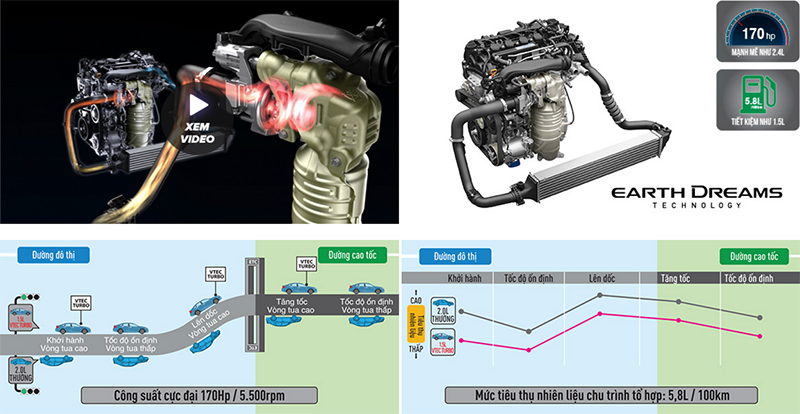 XEM
VIDEO
170 hp
MẠNH MẼ NHƯ 2.4L
5.8L
/100km
TIẾT KIỆM NHƯ 1.5L
EARTH DREAMS
TECHNOLOGY
Đường đô thị
Đường cao tốc
VTEC
TURBO
VTEC
TURBO
VTEC
TURBO
ETC
1.5L
VTEC TURBO
2.0L
THƯỜNG
Khởi hành
Vòng tua cao
Tốc độ ổn định
Vòng tua thấp
Lên dốc
Vòng tua cao
Tăng tốc
Vòng tua cao
Tốc độ ổn định
Vòng tua thấp
ETC
Công suất cực đại 170Hp / 5.500rpm
Đường đô thị
Đường cao tốc
Khởi hành
Tốc độ ổn định
Lên dốc
Tăng tốc
Tốc độ ổn định
CAO
Tiêu thụ
nhiên liệu
THẤP
2.0L
THƯỜNG
1.5L
VTEC TURBO
Mức tiêu thụ nhiên liệu chu trình tổ hợp: 5,8L / 100km